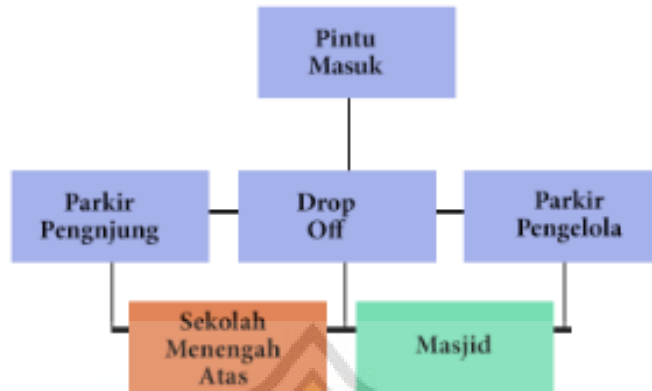 Pintu
Masuk
Parkir
Pengnjung
Drop
Off
Parkir
Pengelola
Sekolah
Menengah
Atas
Masjid